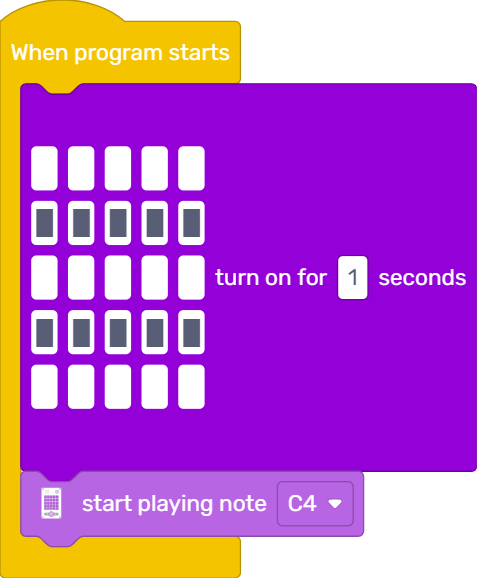 When program starts
turn on for 1 seconds
start playing note C4